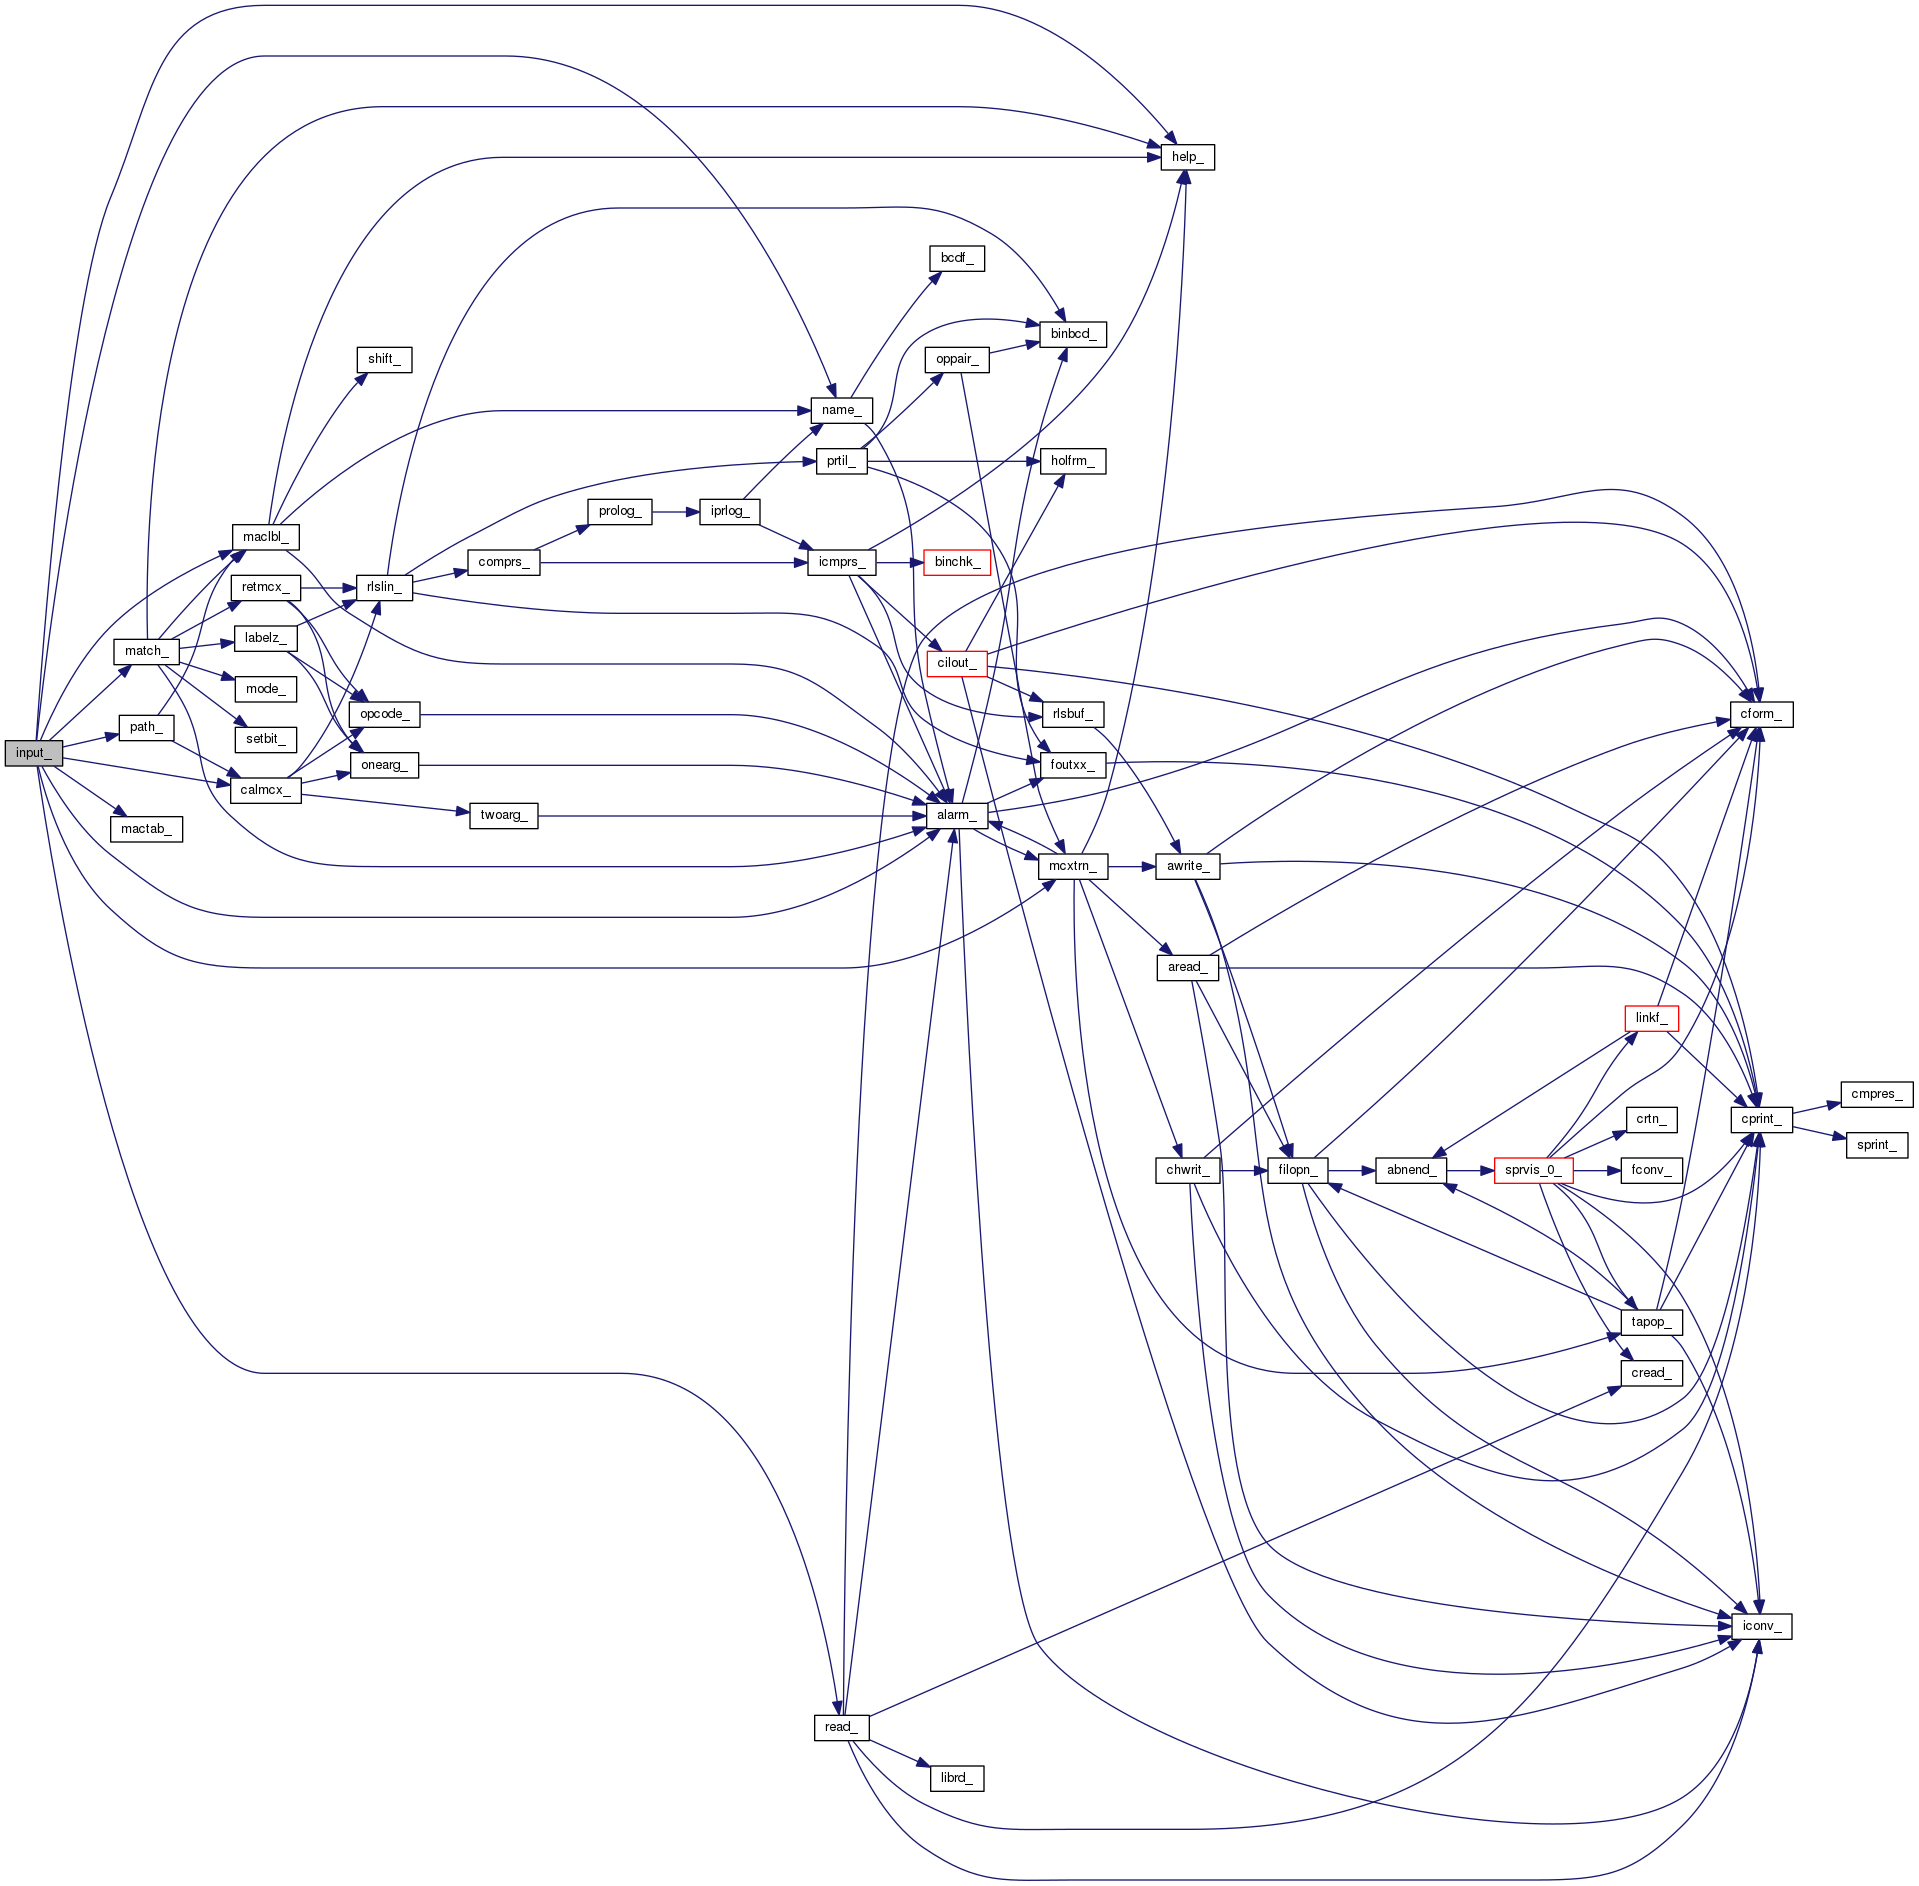 help_
bcdf_
binbcd_
shift_
oppair_
name_
prtil_
holfrm_
prolog_
iprlog_
maclbl_
comprs_
icmprs_
binchk_
retmcx_
rlslin_
labelz_
match_
cilout_
mode_
path_
opcode_
rlsbuf_
cform_
setbit_
input_
onearg_
foutxx_
calmcx_
mactab_
twoarg_
alarm_
mcxtrn_
awrite_
aread_
linkf_
cmpres_
crtn_
cprint_
sprint_
chwrit_
filopn_
abnend_
sprvis_0_
fconv_
tapop_
cread_
iconv_
read_
librd_